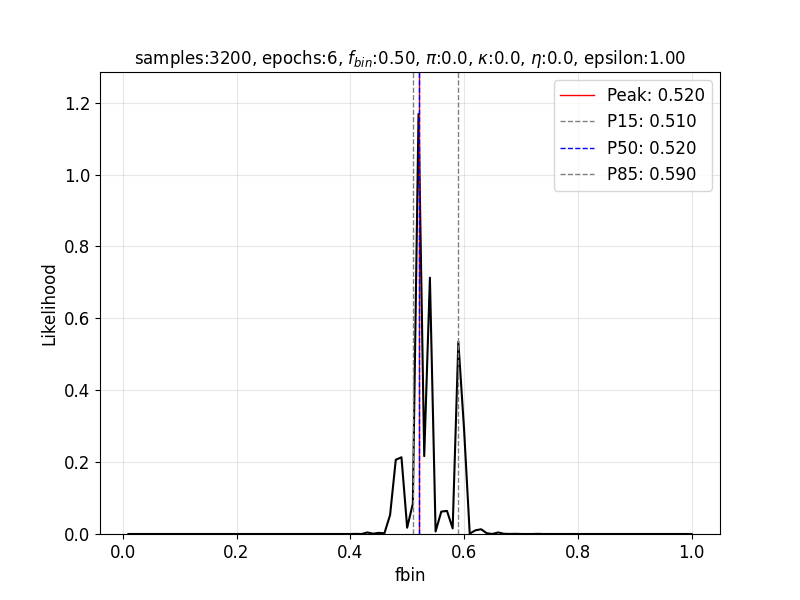 samples:3200, epochs:6, f_bin:0.50, π:0.0, κ:0.0, η:0.0, epsilon:1.00
Peak: 0.520
P15: 0.510
P50: 0.520
P85: 0.590
1.2
1.0
0.8
0.6
0.4
0.2
0.0
Likelihood
0.0 0.2 0.4 0.6 0.8 1.0
fbin